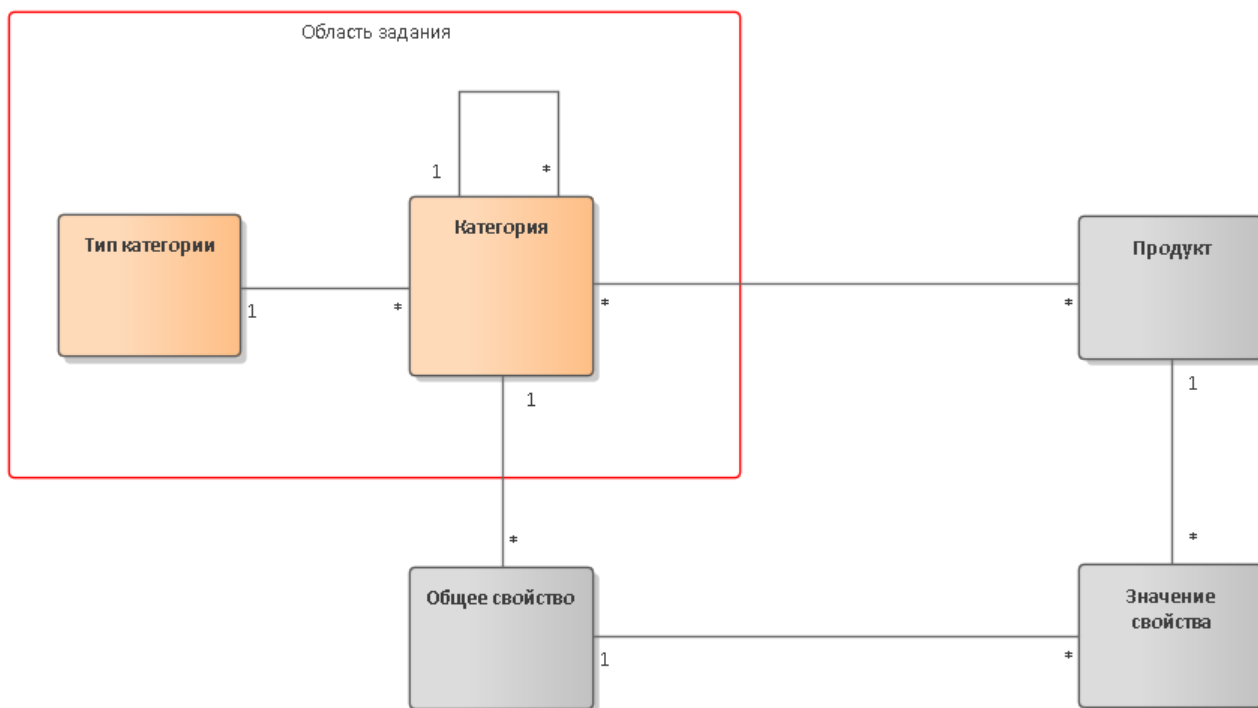 Область задания
1
*
Тип категории
Категория
Продукт
1
*
*
*
1
1
*
*
Общее свойство
Значение
свойства
1
*